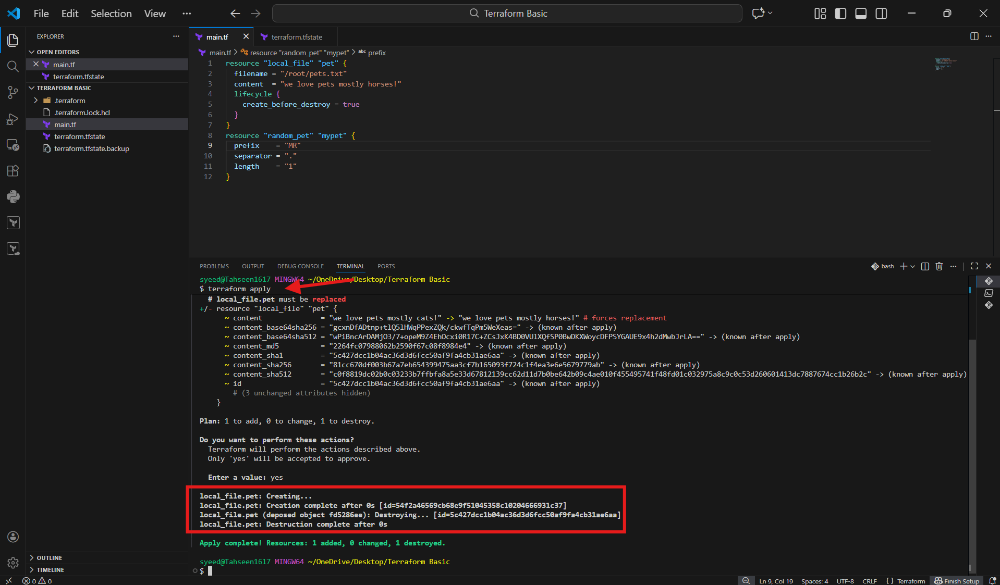 File Edit Selection View ···
Terraform Basic
EXPLORER
OPEN EDITORS
main.tf
terraform.tfstate
TERRAFORM BASIC
.terraform
.terraform.lock.hcl
main.tf
terraform.tfstate
terraform.tfstate.backup
OUTLINE
TIMELINE
main.tf terraform.tfstate
main.tf > resource "random_pet" "mypet" > abc prefix
1 resource "local_file" "pet" {
2 filename = "/root/pets.txt"
3 content = "we love pets mostly horses!"
4 lifecycle {
5 create_before_destroy = true
6 }
7 }
8 resource "random_pet" "mypet" {
9 prefix = "MR"
10 separator = "."
11 length = "1"
12 }
PROBLEMS OUTPUT DEBUG CONSOLE TERMINAL PORTS
bash
syeed@Tahseen1617 MINGW64 ~/OneDrive/Desktop/Terraform Basic
$ terraform apply
# local_file.pet must be replaced
+/- resource "local_file" "pet" {
~ content = "we love pets mostly cats!" -> "we love pets mostly horses!" # forces replacement
~ content_base64sha256 = "gcxnDfADtnp+tlQ5lHWqPPexZQk/ckwfTqPm5WeXeas=" -> (known after apply)
~ content_base64sha512 = "wPiBncArDAMjO3/7+opeM9Z4EhOcxi0R17C+ZCsJxK4BD0VUlXQfSP0BwDKXWoycDFPSYGAUE9x4h2dMwbJrLA==" -> (known after apply)
~ content_md5 = "2264fc07988062b2590f67c08f8984e4" -> (known after apply)
~ content_sha1 = "5c427dcc1b04ac36d3d6fcc50af9fa4cb31ae6aa" -> (known after apply)
~ content_sha256 = "81cc670df003b67a7eb654399475aa3cf7b165093f724c1f4ea3e6e5679779ab" -> (known after apply)
~ content_sha512 = "c0f8819dc02b0c03233b7ffbfa8a5e33d67812139cc62d11d7b0be642b09c4ae010f455495741f48fd01c032975a8c9c0c53d260601413dc7887674cc1b26b2c" -> (known after apply)
~ id = "5c427dcc1b04ac36d3d6fcc50af9fa4cb31ae6aa" -> (known after apply)
# (3 unchanged attributes hidden)
}
Plan: 1 to add, 0 to change, 1 to destroy.
Do you want to perform these actions?
Terraform will perform the actions described above.
Only 'yes' will be accepted to approve.
Enter a value: yes
local_file.pet: Creating...
local_file.pet: Creation complete after 0s [id=54f2a46569cb68e9f51045358c10204666931c37]
local_file.pet (deposed object fd5286ee): Destroying... [id=5c427dcc1b04ac36d3d6fcc50af9fa4cb31ae6aa]
local_file.pet: Destruction complete after 0s
Apply complete! Resources: 1 added, 0 changed, 1 destroyed.
syeed@Tahseen1617 MINGW64 ~/OneDrive/Desktop/Terraform Basic
$
0 0 Ln 9, Col 19 Spaces: 4 UTF-8 CRLF { } Terraform Finish Setup